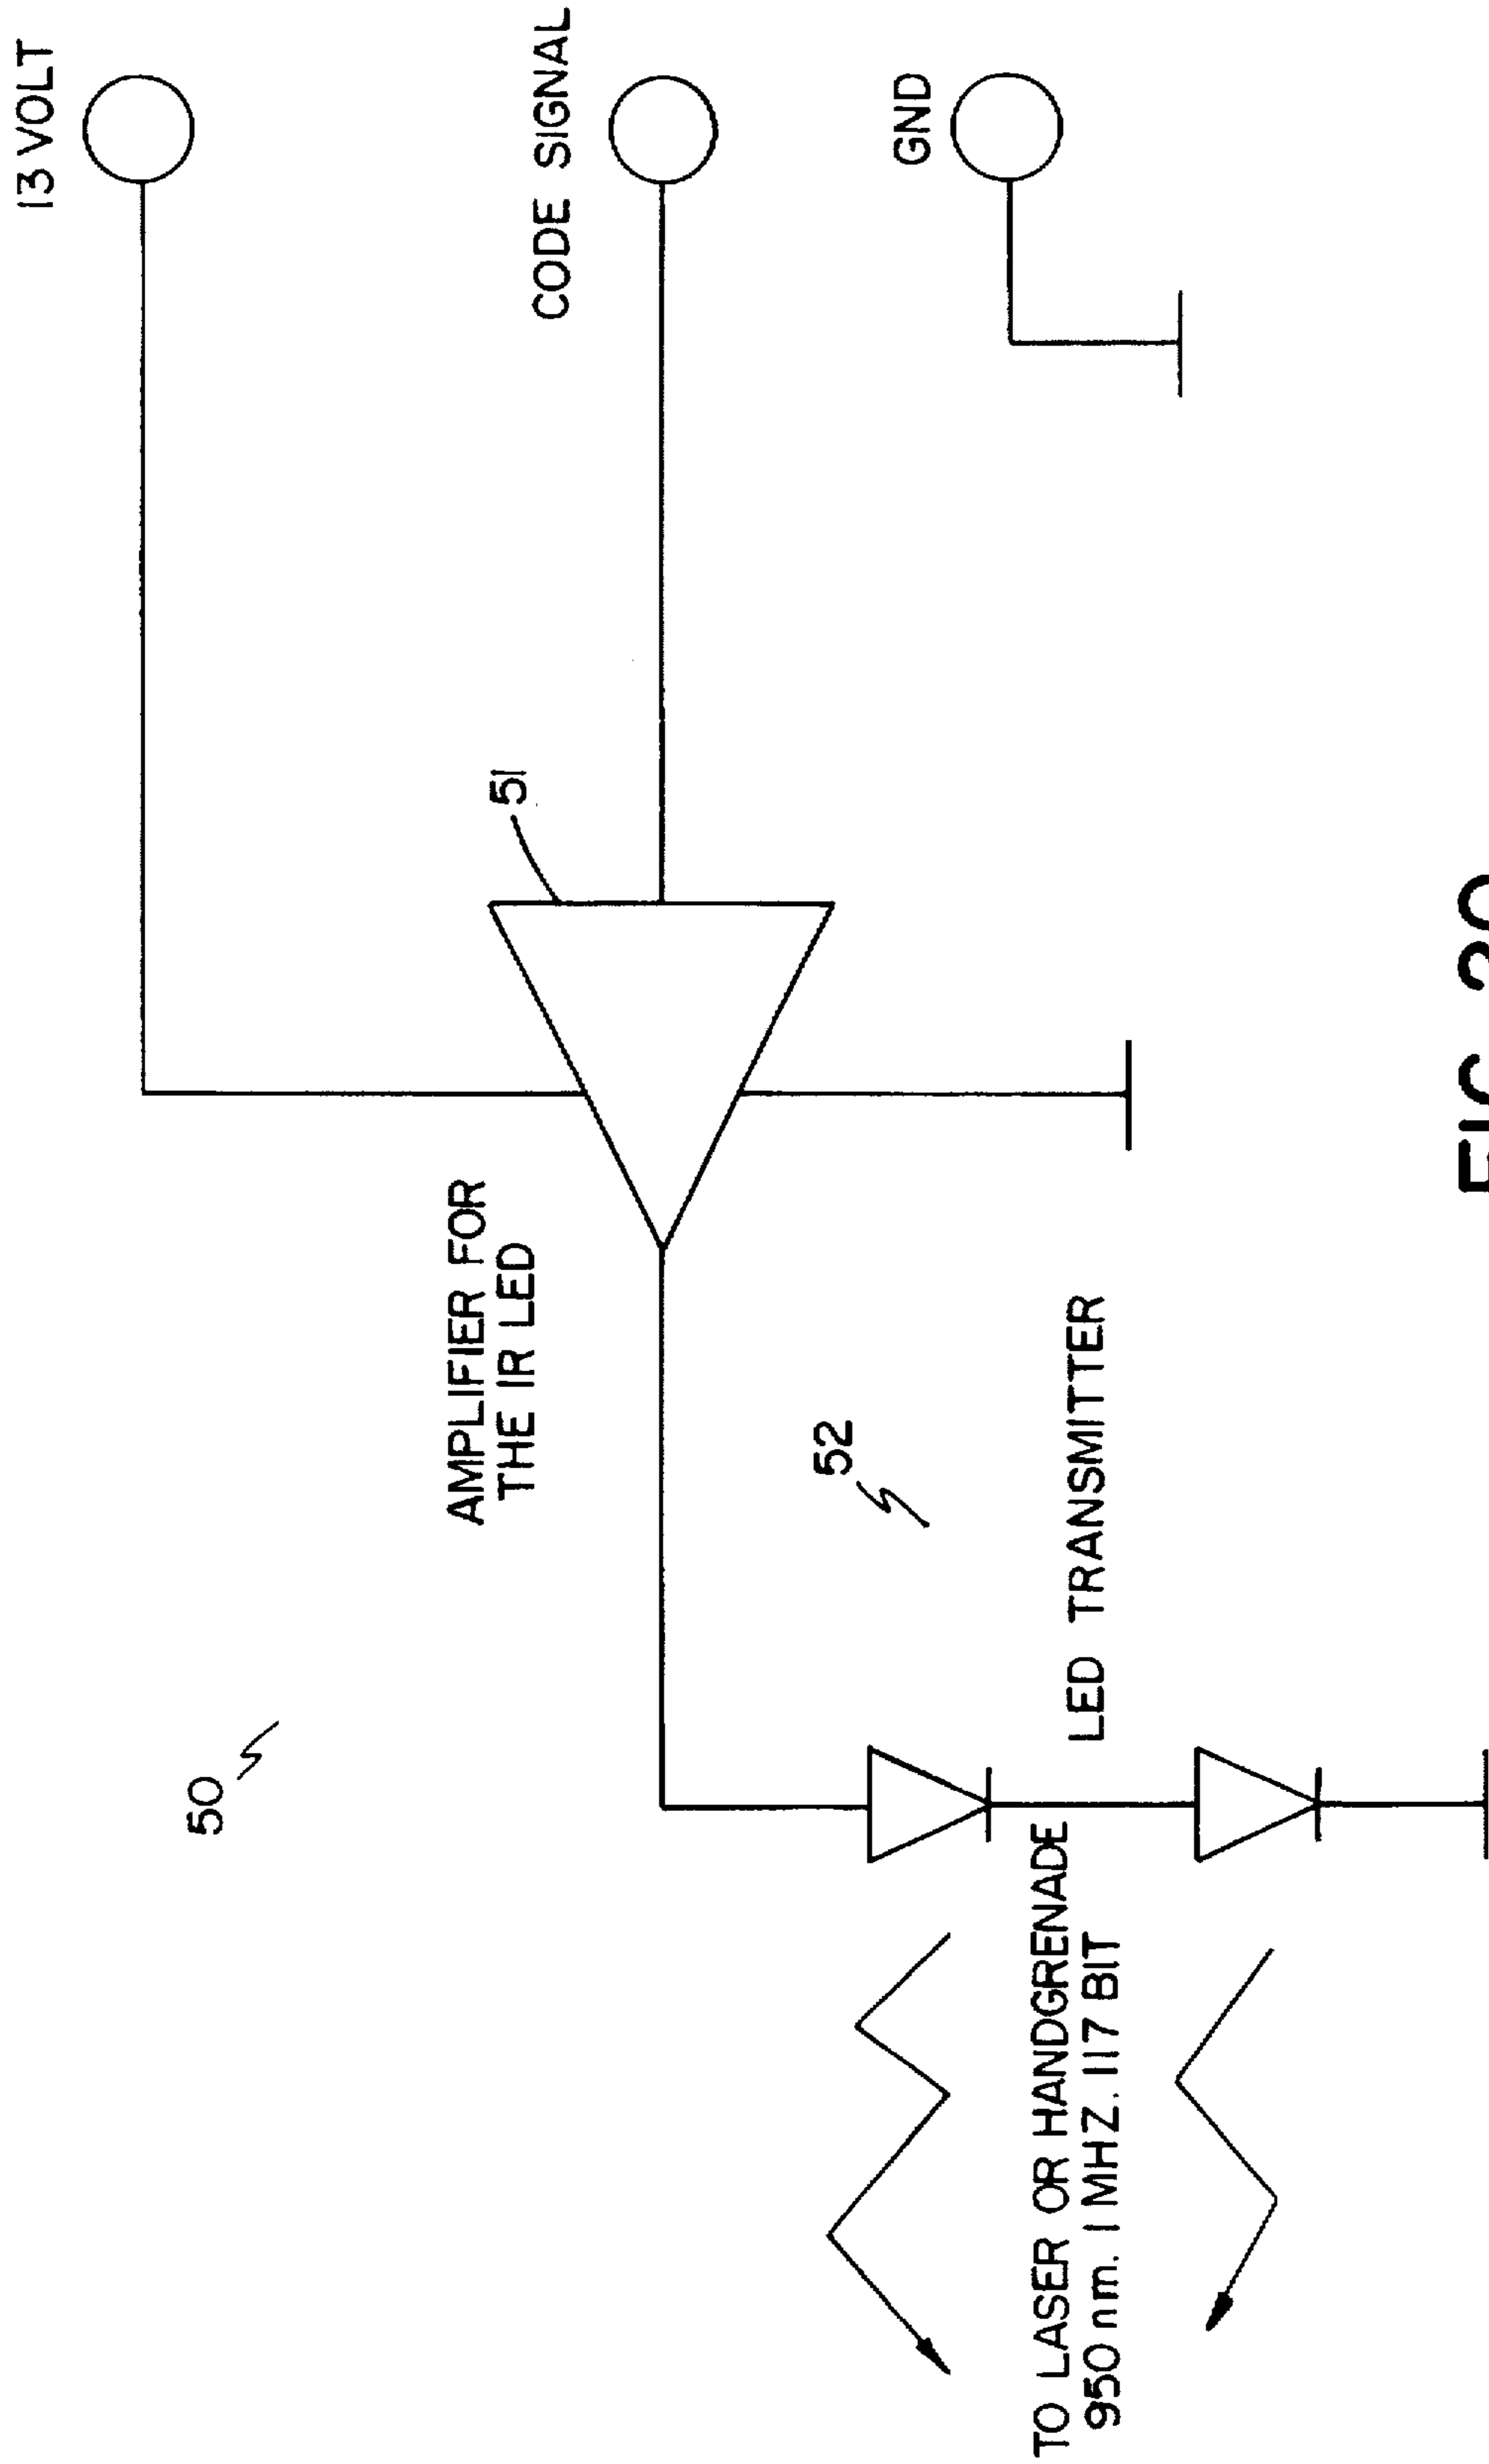 13 VOLT
50
AMPLIFIER FOR
THE IR LED
51
CODE SIGNAL
52
GND
TO LASER OR HANDGRENADE
950 nm. 1 MHZ. 117 BIT
LED TRANSMITTER
FIG